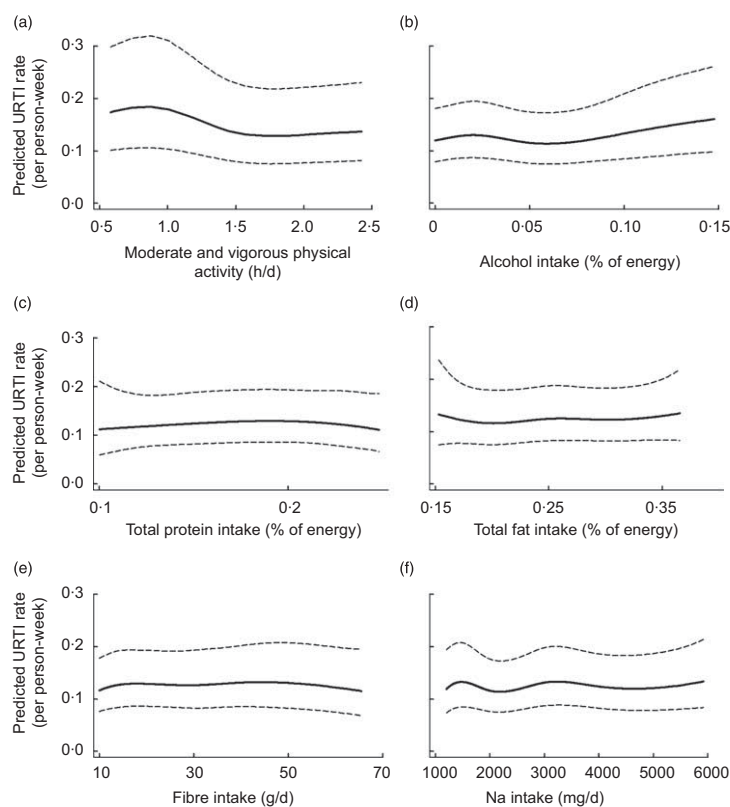 (a)
(b)
Predicted URTI rate
(per person-week)
0·3
0·2
0·1
0·0
0·5 1·0 1·5 2·0 2·5
Moderate and vigorous physical
activity (h/d)
0 0·05 0·10 0·15
Alcohol intake (% of energy)
(c)
(d)
Predicted URTI rate
(per person-week)
0·3
0·2
0·1
0·0
0·1 0·2
Total protein intake (% of energy)
0·15 0·25 0·35
Total fat intake (% of energy)
(e)
(f)
Predicted URTI rate
(per person-week)
0·3
0·2
0·1
0·0
10 30 50 70
Fibre intake (g/d)
1000 2000 3000 4000 5000 6000
Na intake (mg/d)